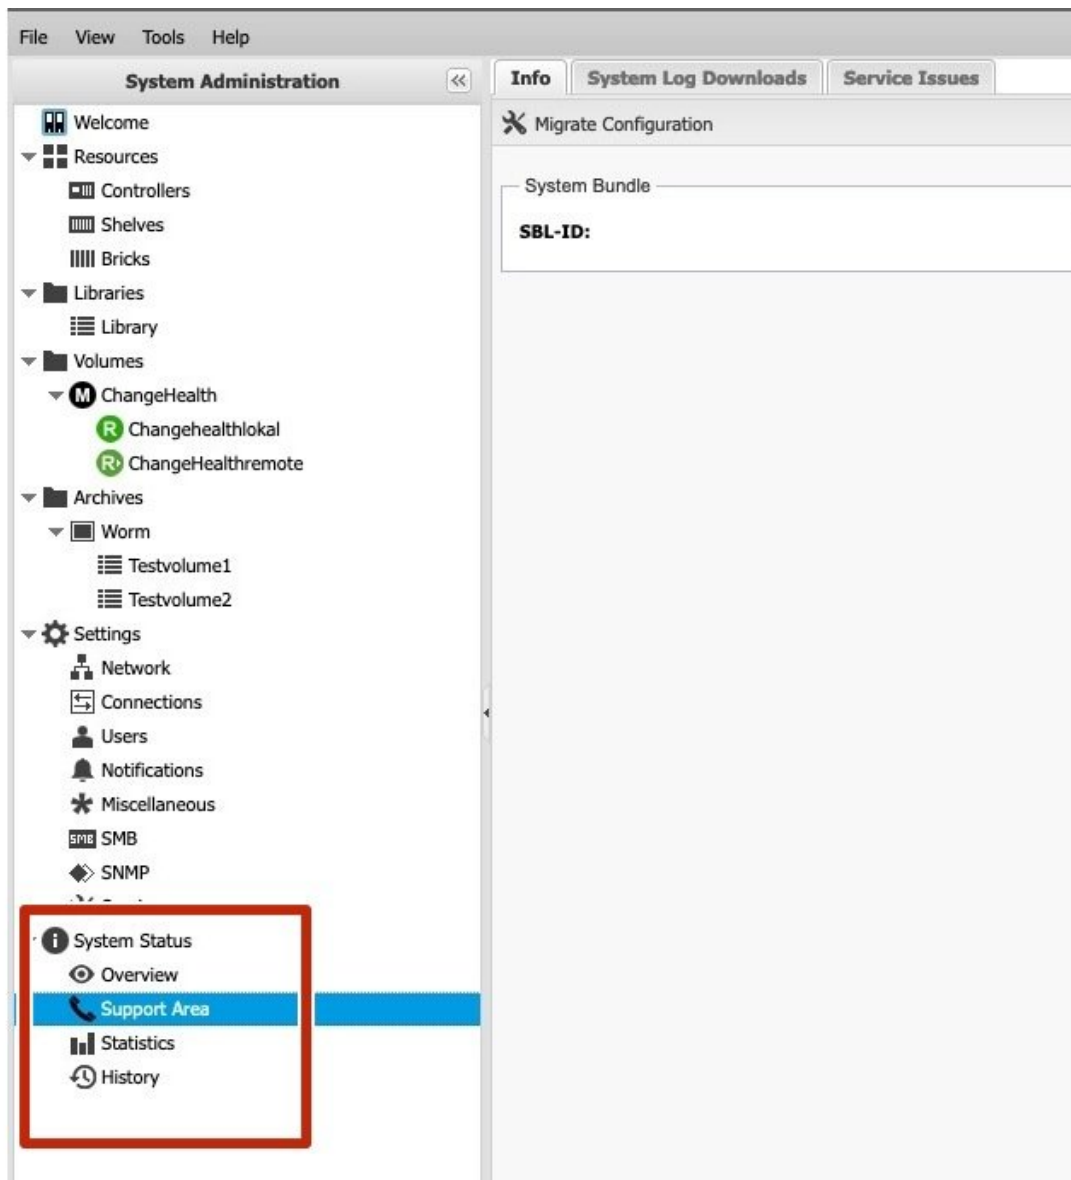 File View Tools Help
System Administration
Welcome
Resources
Controllers
Shelves
Bricks
Libraries
Library
Volumes
M ChangeHealth
R Changehealthlokal
R ChangeHealthremote
Archives
Worm
Testvolume1
Testvolume2
Settings
Network
Connections
Users
Notifications
Miscellaneous
SMB SMB
SNMP
System Status
Overview
Support Area
Statistics
History
Info System Log Downloads Service Issues
Migrate Configuration
System Bundle
SBL-ID: